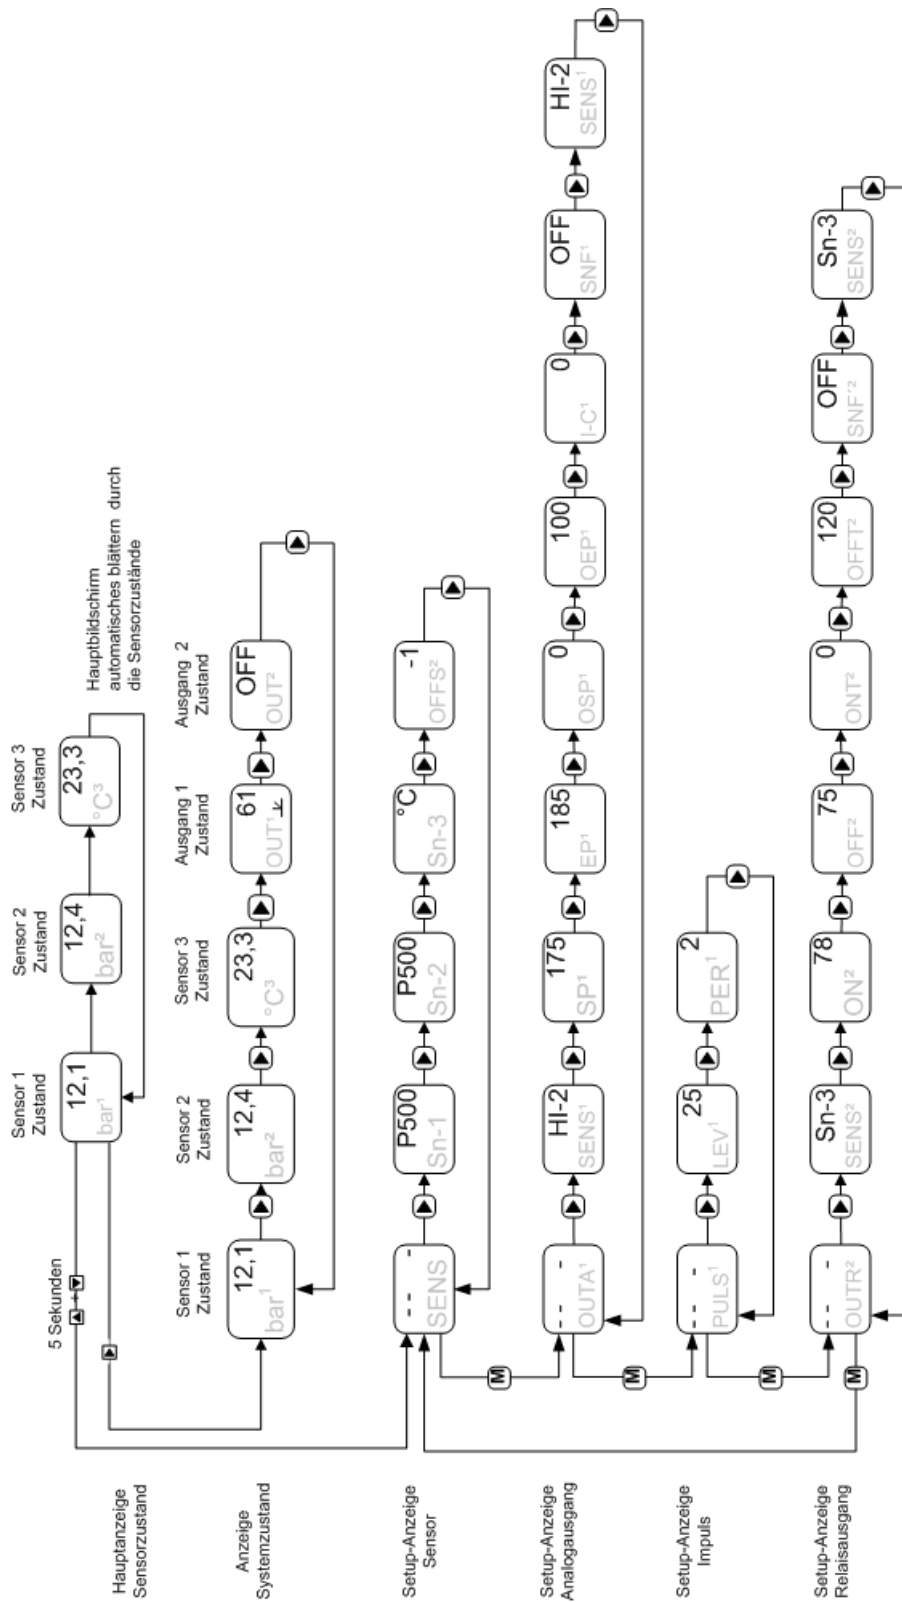 Hauptanzeige
Sensorzustand
5 Sekunden
Sensor 1
Zustand
12,1
bar¹
Sensor 2
Zustand
12,4
bar²
Sensor 3
Zustand
23,3
°C³
Hauptbildschirm
automatisches blättern durch
die Sensorzustände
Anzeige
Systemzustand
Sensor 1
Zustand
12,1
bar¹
Sensor 2
Zustand
12,4
bar²
Sensor 3
Zustand
23,3
°C³
Ausgang 1
Zustand
61
OUT¹
Ausgang 2
Zustand
OFF
OUT²
Setup-Anzeige
Sensor
- - -
SENS
P500
Sn-1
P500
Sn-2
°C
Sn-3
-1
OFFS²
M
Setup-Anzeige
Analogausgang
- - -
OUTA¹
HI-2
SENS¹
175
SP¹
185
EP¹
0
OSP¹
100
OEP¹
0
I-C¹
OFF
SNF¹
HI-2
SENS¹
M
Setup-Anzeige
Impuls
- - -
PULS¹
25
LEV¹
2
PER¹
M
Setup-Anzeige
Relaisausgang
- - -
OUTR²
Sn-3
SENS²
78
ON²
75
OFF²
0
ONT²
120
OFFT²
OFF
SNF'²
Sn-3
SENS²
M